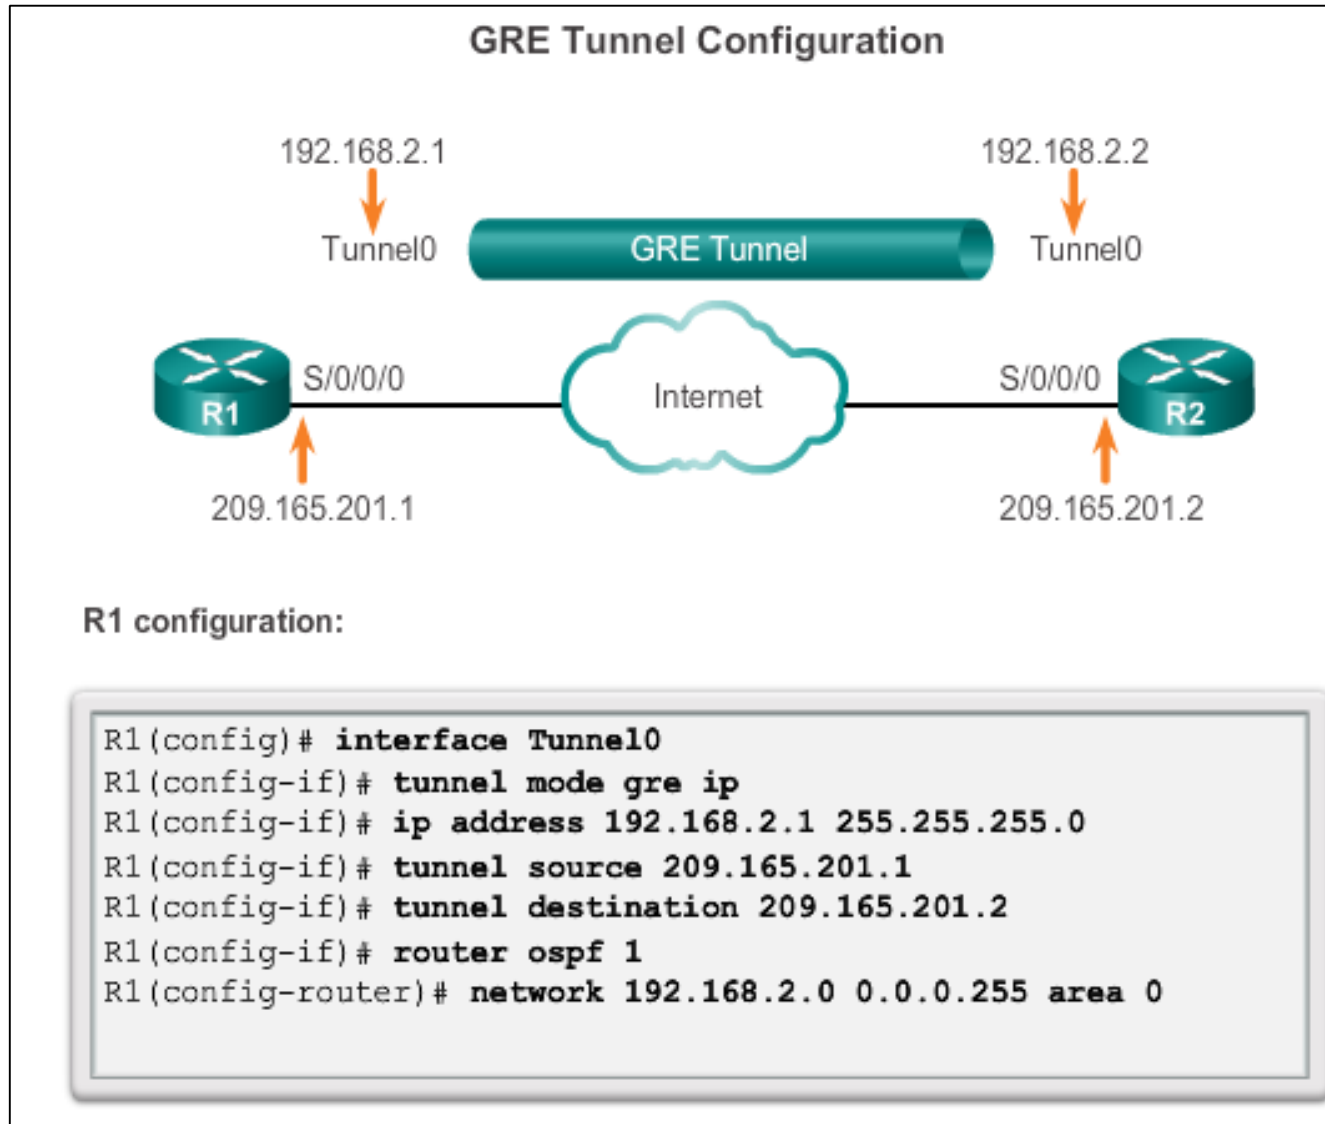 GRE Tunnel Configuration
192.168.2.1
192.168.2.2
Tunnel0
GRE Tunnel
Tunnel0
S/0/0/0
Internet
S/0/0/0
R1
R2
209.165.201.1
209.165.201.2
R1 configuration:
R1(config)# interface Tunnel0
R1(config-if)# tunnel mode gre ip
R1(config-if)# ip address 192.168.2.1 255.255.255.0
R1(config-if)# tunnel source 209.165.201.1
R1(config-if)# tunnel destination 209.165.201.2
R1(config-if)# router ospf 1
R1(config-router)# network 192.168.2.0 0.0.0.255 area 0